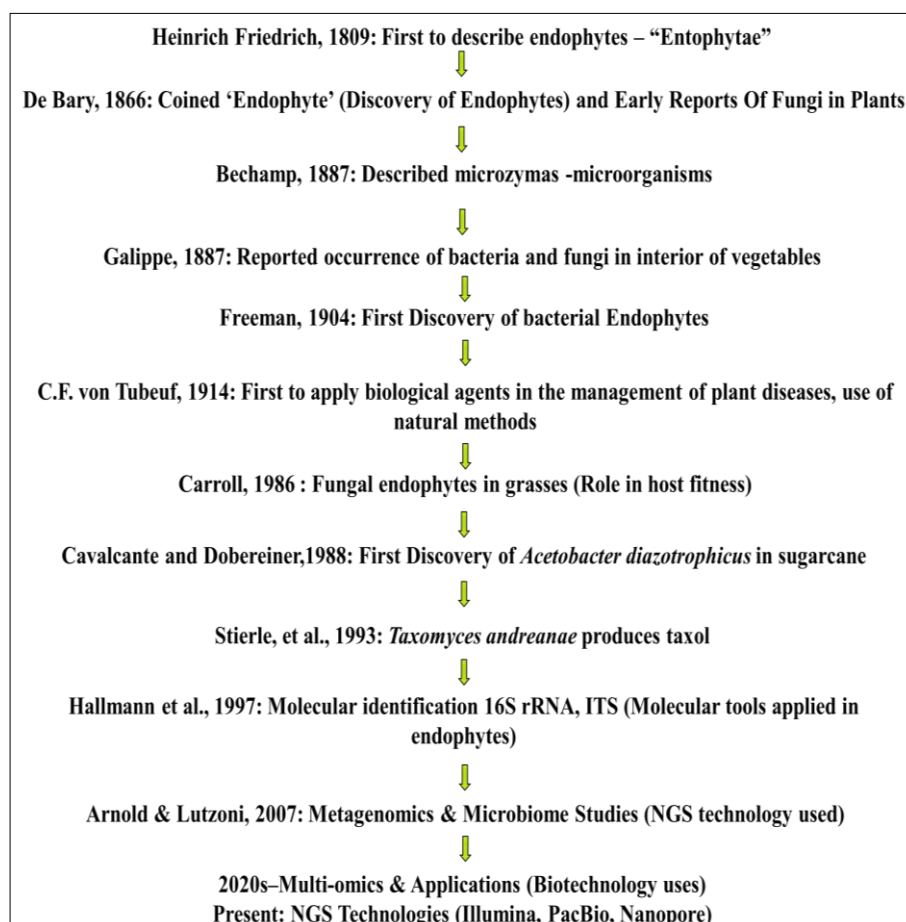 Heinrich Friedrich, 1809: First to describe endophytes – “Entophytae”
De Bary, 1866: Coined ‘Endophyte’ (Discovery of Endophytes) and Early Reports Of Fungi in Plants
Bechamp, 1887: Described microzymas -microorganisms
Galippe, 1887: Reported occurrence of bacteria and fungi in interior of vegetables
Freeman, 1904: First Discovery of bacterial Endophytes
C.F. von Tubeuf, 1914: First to apply biological agents in the management of plant diseases, use of
natural methods
Carroll, 1986 : Fungal endophytes in grasses (Role in host fitness)
Cavalcante and Dobereiner,1988: First Discovery of Acetobacter diazotrophicus in sugarcane
Stierle, et al., 1993: Taxomyces andreanae produces taxol
Hallmann et al., 1997: Molecular identification 16S rRNA, ITS (Molecular tools applied in
endophytes)
Arnold & Lutzoni, 2007: Metagenomics & Microbiome Studies (NGS technology used)
2020s–Multi-omics & Applications (Biotechnology uses)
Present: NGS Technologies (Illumina, PacBio, Nanopore)